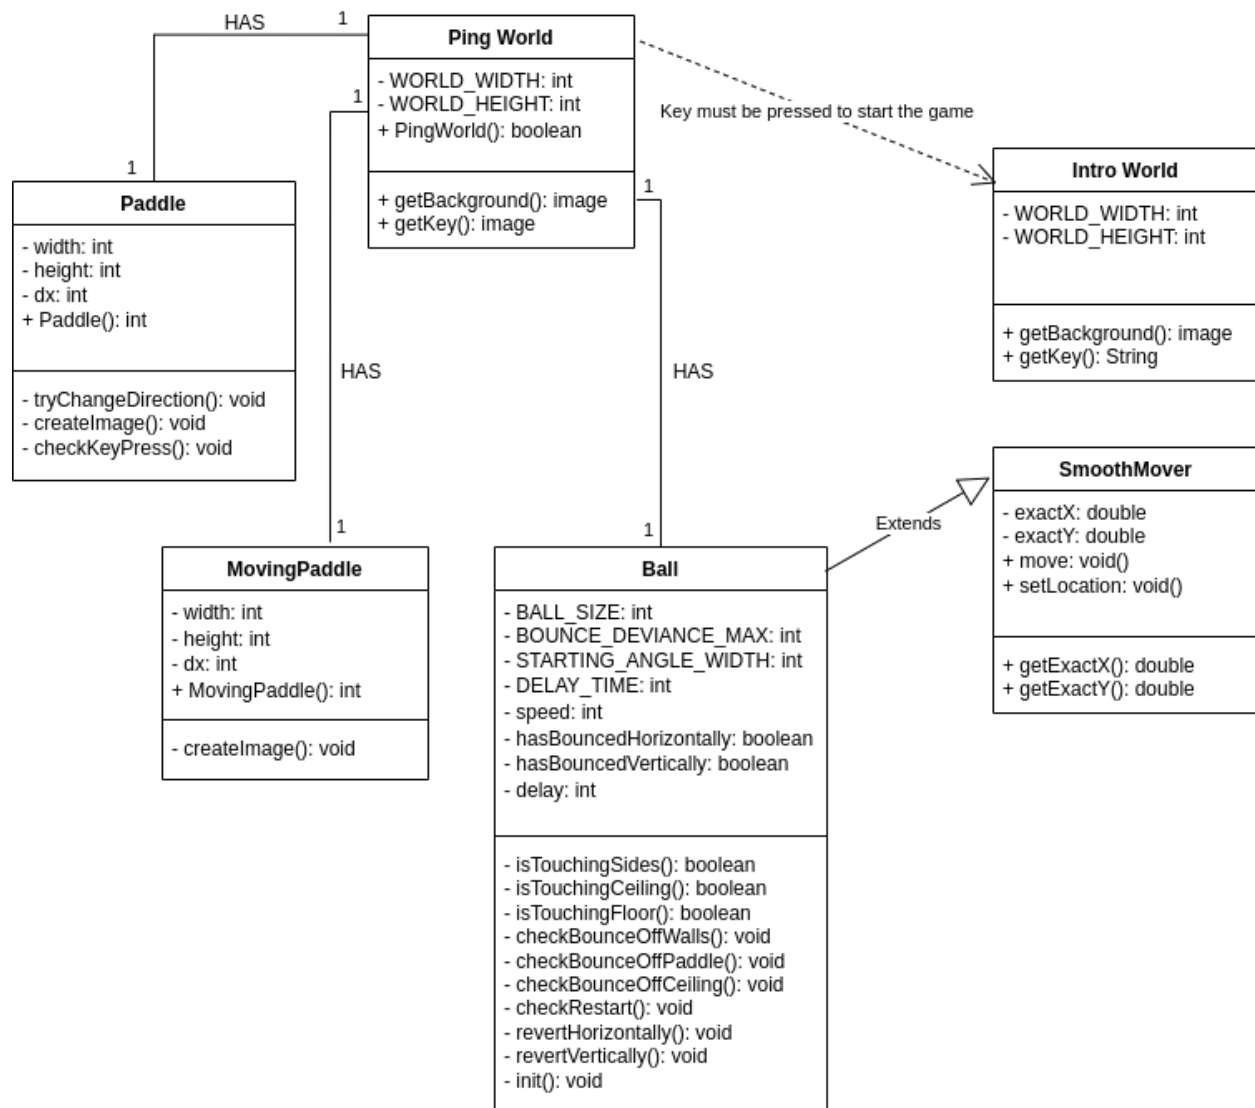 HAS
1
Ping World
- WORLD_WIDTH: int
- WORLD_HEIGHT: int
+ PingWorld(): boolean
+ getBackground(): image
+ getKey(): image
1
1
Key must be pressed to start the game
1
Paddle
- width: int
- height: int
- dx: int
+ Paddle(): int
- tryChangeDirection(): void
- createImage(): void
- checkKeyPress(): void
Intro World
- WORLD_WIDTH: int
- WORLD_HEIGHT: int
+ getBackground(): image
+ getKey(): String
HAS
HAS
SmoothMover
- exactX: double
- exactY: double
+ move: void()
+ setLocation: void()
+ getExactX(): double
+ getExactY(): double
Extends
1
MovingPaddle
- width: int
- height: int
- dx: int
+ MovingPaddle(): int
- createImage(): void
1
Ball
- BALL_SIZE: int
- BOUNCE_DEVIANCE_MAX: int
- STARTING_ANGLE_WIDTH: int
- DELAY_TIME: int
- speed: int
- hasBouncedHorizontally: boolean
- hasBouncedVertically: boolean
- delay: int
- isTouchingSides(): boolean
- isTouchingCeiling(): boolean
- isTouchingFloor(): boolean
- checkBounceOffWalls(): void
- checkBounceOffPaddle(): void
- checkBounceOffCeiling(): void
- checkRestart(): void
- revertHorizontally(): void
- revertVertically(): void
- init(): void